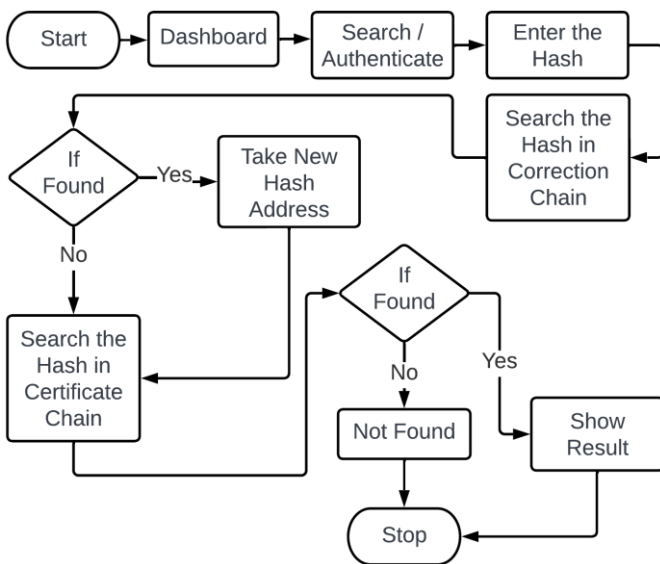 Start
Dashboard
Search /
Authenticate
Enter the
Hash
Search the
Hash in
Correction
Chain
If
Found
Yes
Take New
Hash
Address
No
Search the
Hash in
Certificate
Chain
If
Found
No
Yes
Not Found
Show
Result
Stop